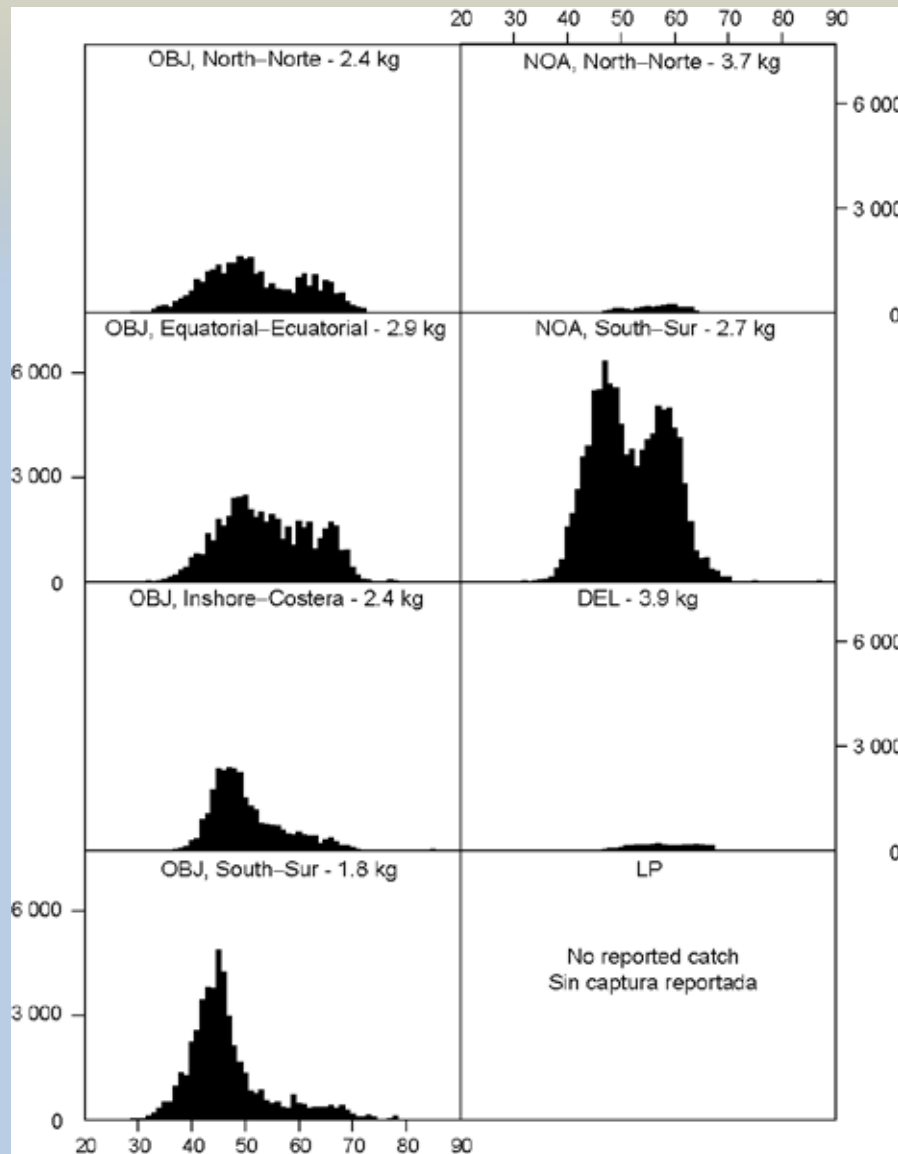 20 30 40 50 60 70 80 90
OBJ, North–Norte - 2.4 kg
NOA, North–Norte - 3.7 kg
6 000
3 000
0
OBJ, Equatorial–Ecuatorial - 2.9 kg
NOA, South–Sur - 2.7 kg
6 000
3 000
0
OBJ, Inshore–Costera - 2.4 kg
DEL - 3.9 kg
6 000
3 000
0
OBJ, South–Sur - 1.8 kg
LP
6 000
No reported catch
Sin captura reportada
3 000
0
20 30 40 50 60 70 80 90